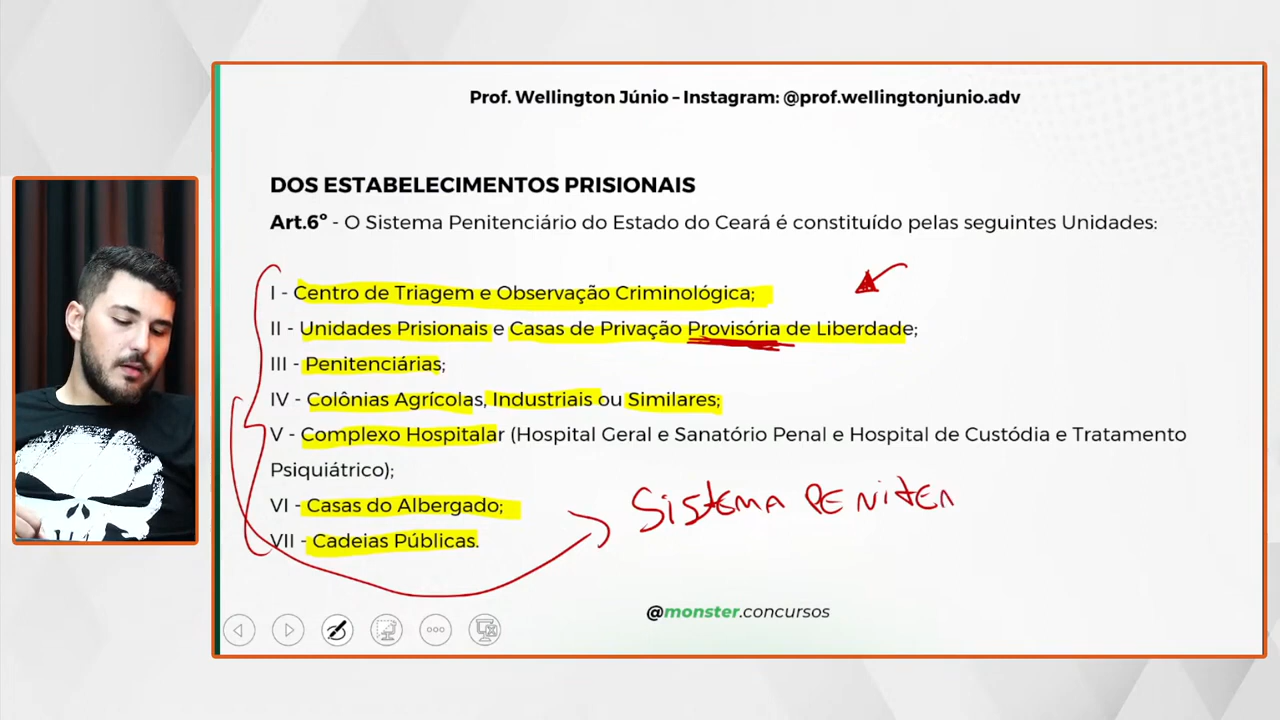 Prof. Wellington Júnio – Instagram: @prof.wellingtonjunio.adv
DOS ESTABELECIMENTOS PRISIONAIS
Art.6º - O Sistema Penitenciário do Estado do Ceará é constituído pelas seguintes Unidades:
I - Centro de Triagem e Observação Criminológica;
II - Unidades Prisionais e Casas de Privação Provisória de Liberdade;
III - Penitenciárias;
IV - Colônias Agrícolas, Industriais ou Similares;
V - Complexo Hospitalar (Hospital Geral e Sanatório Penal e Hospital de Custódia e Tratamento
Psiquiátrico);
Sistema PENITEN
VI - Casas do Albergado;
VII - Cadeias Públicas.
@monster.concursos